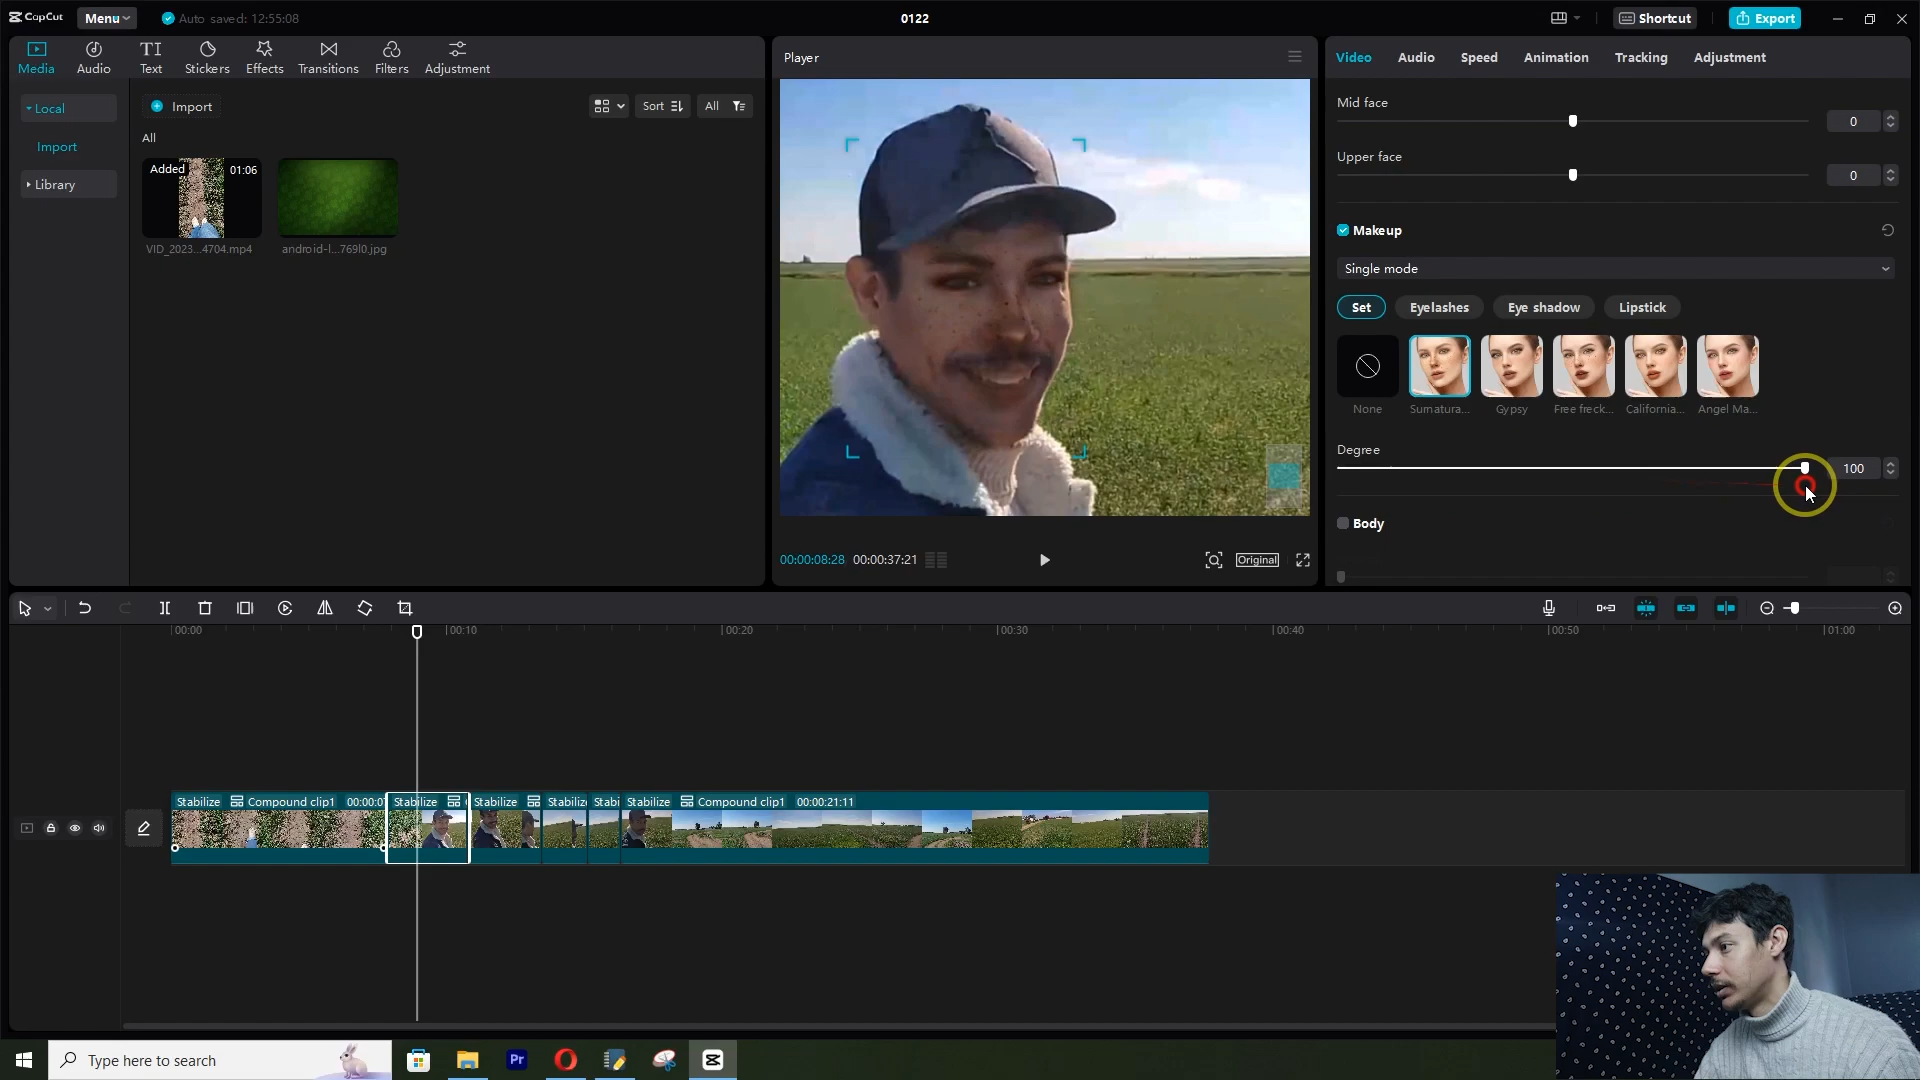 CapCut
Menu
Auto saved: 12:55:08
0122
Shortcut
Export
Media
Audio
Text
Stickers
Effects
Transitions
Filters
Adjustment
Local
Import
Library
Import
Sort
All
All
Added
01:06
VID_2023...4704.mp4
android-l...769l0.jpg
Player
00:00:08:28
00:00:37:21
Original
Video
Audio
Speed
Animation
Tracking
Adjustment
Mid face
0
Upper face
0
Makeup
Single mode
Set
Eyelashes
Eye shadow
Lipstick
None
Sumatura...
Gypsy
Free freck...
California...
Angel Ma...
Degree
100
Body
00:00
00:10
00:20
00:30
00:40
00:50
01:00
Stabilize
Compound clip1
00:00:0
Stabilize
Stabilize
Stabiliz
Stabi
Stabilize
Compound clip1
00:00:21:11
Type here to search
Pr